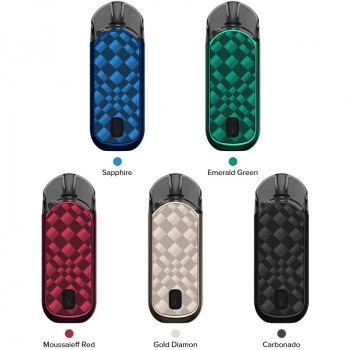 Sapphire
Emerald Green
Moussaieff Red
Gold Diamon
Carbonado